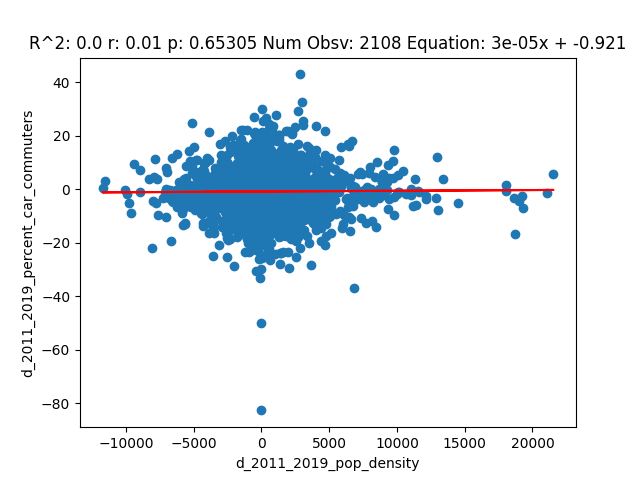 R^2: 0.0 r: 0.01 p: 0.65305 Num Obsv: 2108 Equation: 3e-05x + -0.921
40
20
0
−20
−40
−60
−80
d_2011_2019_percent_car_commuters
−10000 −5000 0 5000 10000 15000 20000
d_2011_2019_pop_density